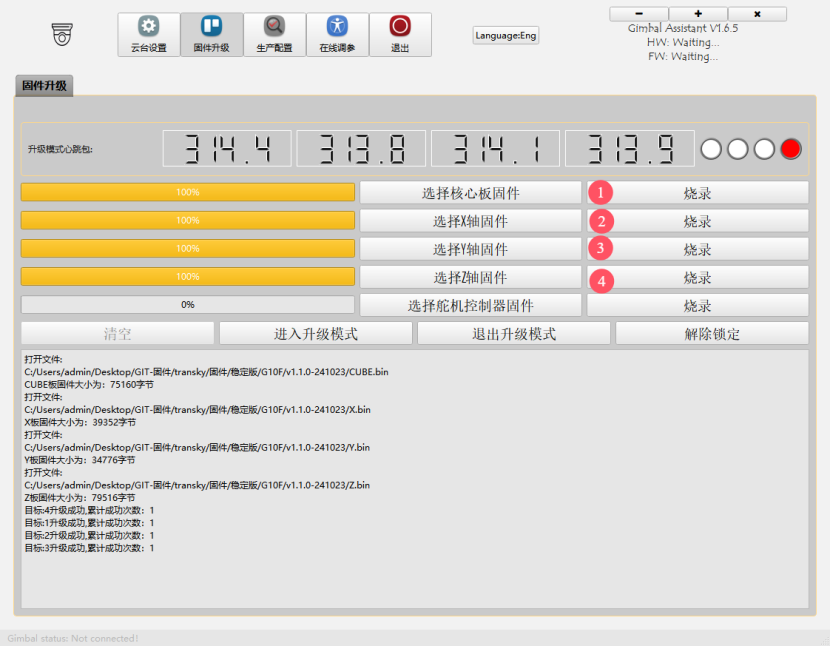 云台设置
固件升级
生产配置
在线调参
退出
Language:Eng
Gimbal Assistant V1.6.5
HW: Waiting...
FW: Waiting...
固件升级
升级模式心跳包:
314.4
313.8
314.1
313.9
100%
选择核心板固件
1
烧录
100%
选择X轴固件
2
烧录
100%
选择Y轴固件
3
烧录
100%
选择Z轴固件
4
烧录
0%
选择舵机控制器固件
烧录
清空
进入升级模式
退出升级模式
解除锁定
打开文件:
C:/Users/admin/Desktop/GIT-固件/transky/固件/稳定版/G10F/v1.1.0-241023/CUBE.bin
CUBE板固件大小为: 75160字节
打开文件:
C:/Users/admin/Desktop/GIT-固件/transky/固件/稳定版/G10F/v1.1.0-241023/X.bin
X板固件大小为: 39352字节
打开文件:
C:/Users/admin/Desktop/GIT-固件/transky/固件/稳定版/G10F/v1.1.0-241023/Y.bin
Y板固件大小为: 34776字节
打开文件:
C:/Users/admin/Desktop/GIT-固件/transky/固件/稳定版/G10F/v1.1.0-241023/Z.bin
Z板固件大小为: 79516字节
目标:4升级成功,累计成功次数: 1
目标:1升级成功,累计成功次数: 1
目标:2升级成功,累计成功次数: 1
目标:3升级成功,累计成功次数: 1
Gimbal status: Not connected!